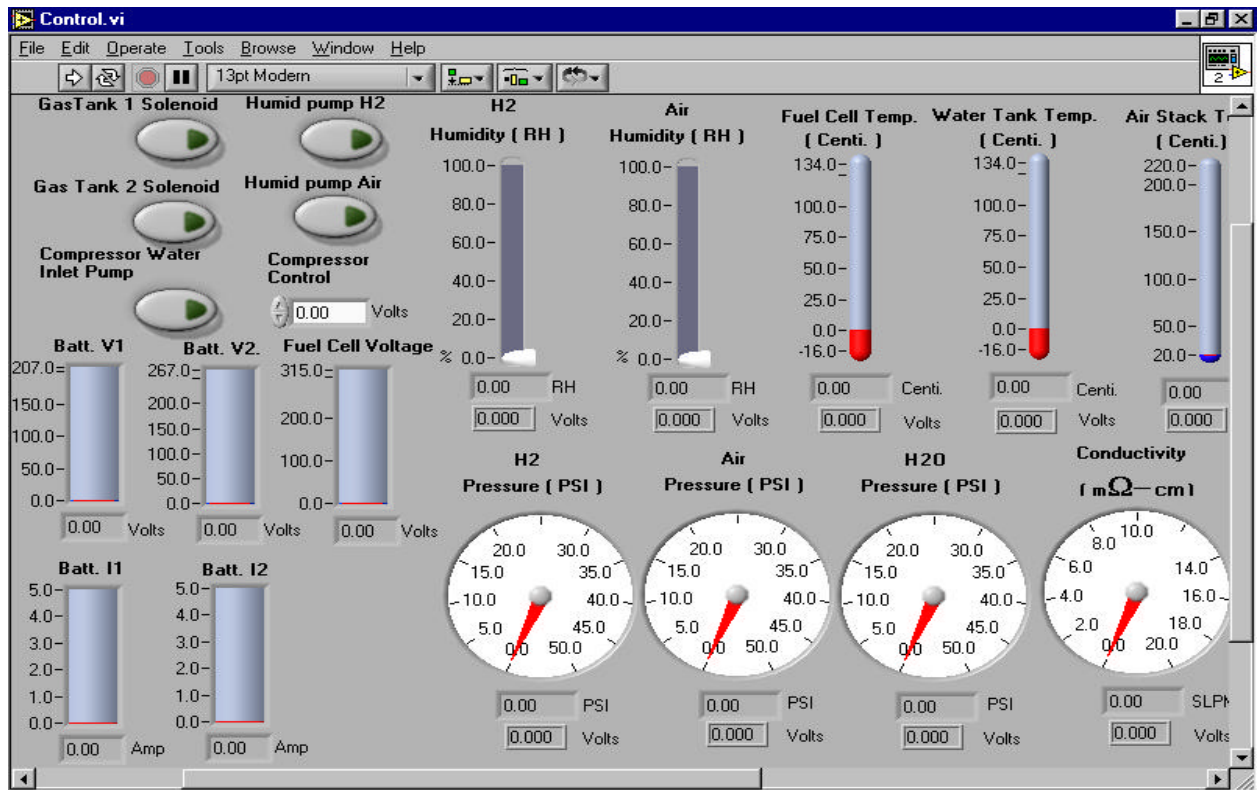 Control.vi
File Edit Operate Tools Browse Window Help
13pt Modern
2
GasTank 1 Solenoid
Humid pump H2
Gas Tank 2 Solenoid
Humid pump Air
Compressor Water
Inlet Pump
Compressor
Control
0.00 Volts
H2
Humidity ( RH )
100.0
80.0
60.0
40.0
20.0
% 0.0
0.00 RH
0.000 Volts
Air
Humidity ( RH )
100.0
80.0
60.0
40.0
20.0
% 0.0
0.00 RH
0.000 Volts
Fuel Cell Temp.
( Centi. )
134.0
100.0
75.0
50.0
25.0
0.0
-16.0
0.00 Centi.
0.000 Volts
Water Tank Temp.
( Centi. )
134.0
100.0
75.0
50.0
25.0
0.0
-16.0
0.00 Centi.
0.000 Volts
Air Stack T
( Centi.)
220.0
200.0
150.0
100.0
50.0
20.0
0.00
0.000
Batt. V1
207.0
150.0
100.0
50.0
0.0
0.00 Volts
Batt. V2.
267.0
200.0
150.0
100.0
50.0
0.0
0.00 Volts
Fuel Cell Voltage
315.0
200.0
100.0
0.0
0.00 Volts
Batt. I1
5.0
4.0
3.0
2.0
1.0
0.0
0.00 Amp
Batt. I2
5.0
4.0
3.0
2.0
1.0
0.0
0.00 Amp
H2
Pressure ( PSI )
20.0 30.0
15.0 35.0
10.0 40.0
5.0 45.0
0.0 50.0
0.00 PSI
0.000 Volts
Air
Pressure ( PSI )
20.0 30.0
15.0 35.0
10.0 40.0
5.0 45.0
0.0 50.0
0.00 PSI
0.000 Volts
H2O
Pressure ( PSI )
20.0 30.0
15.0 35.0
10.0 40.0
5.0 45.0
0.0 50.0
0.00 PSI
0.000 Volts
Conductivity
( mΩ-cm)
8.0 10.0
6.0 14.0
4.0 16.0
2.0 18.0
0.0 20.0
0.00 SLPM
0.000 Volts